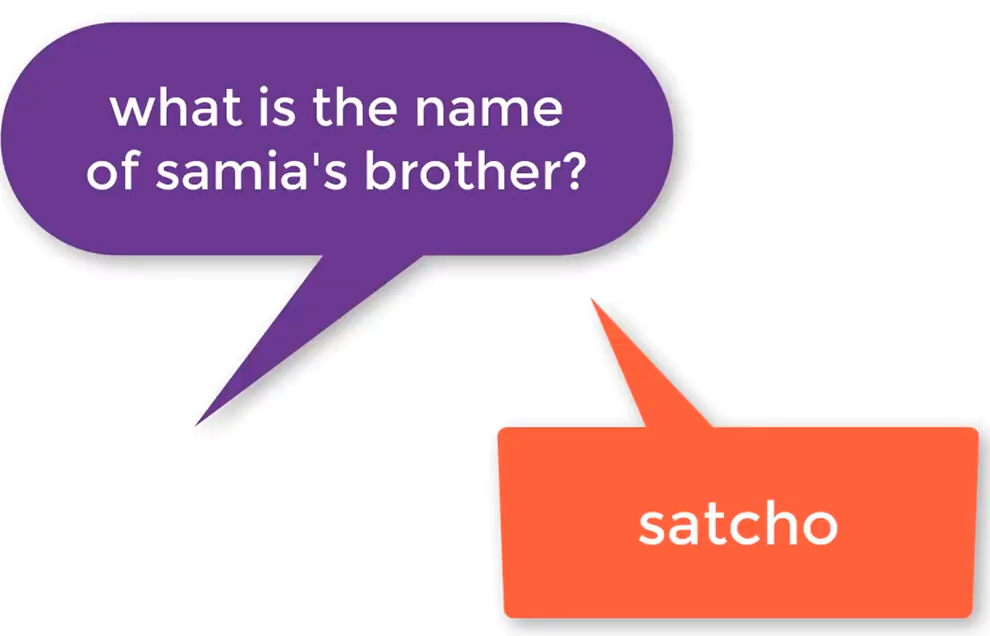 what is the name
of samia's brother?
satcho